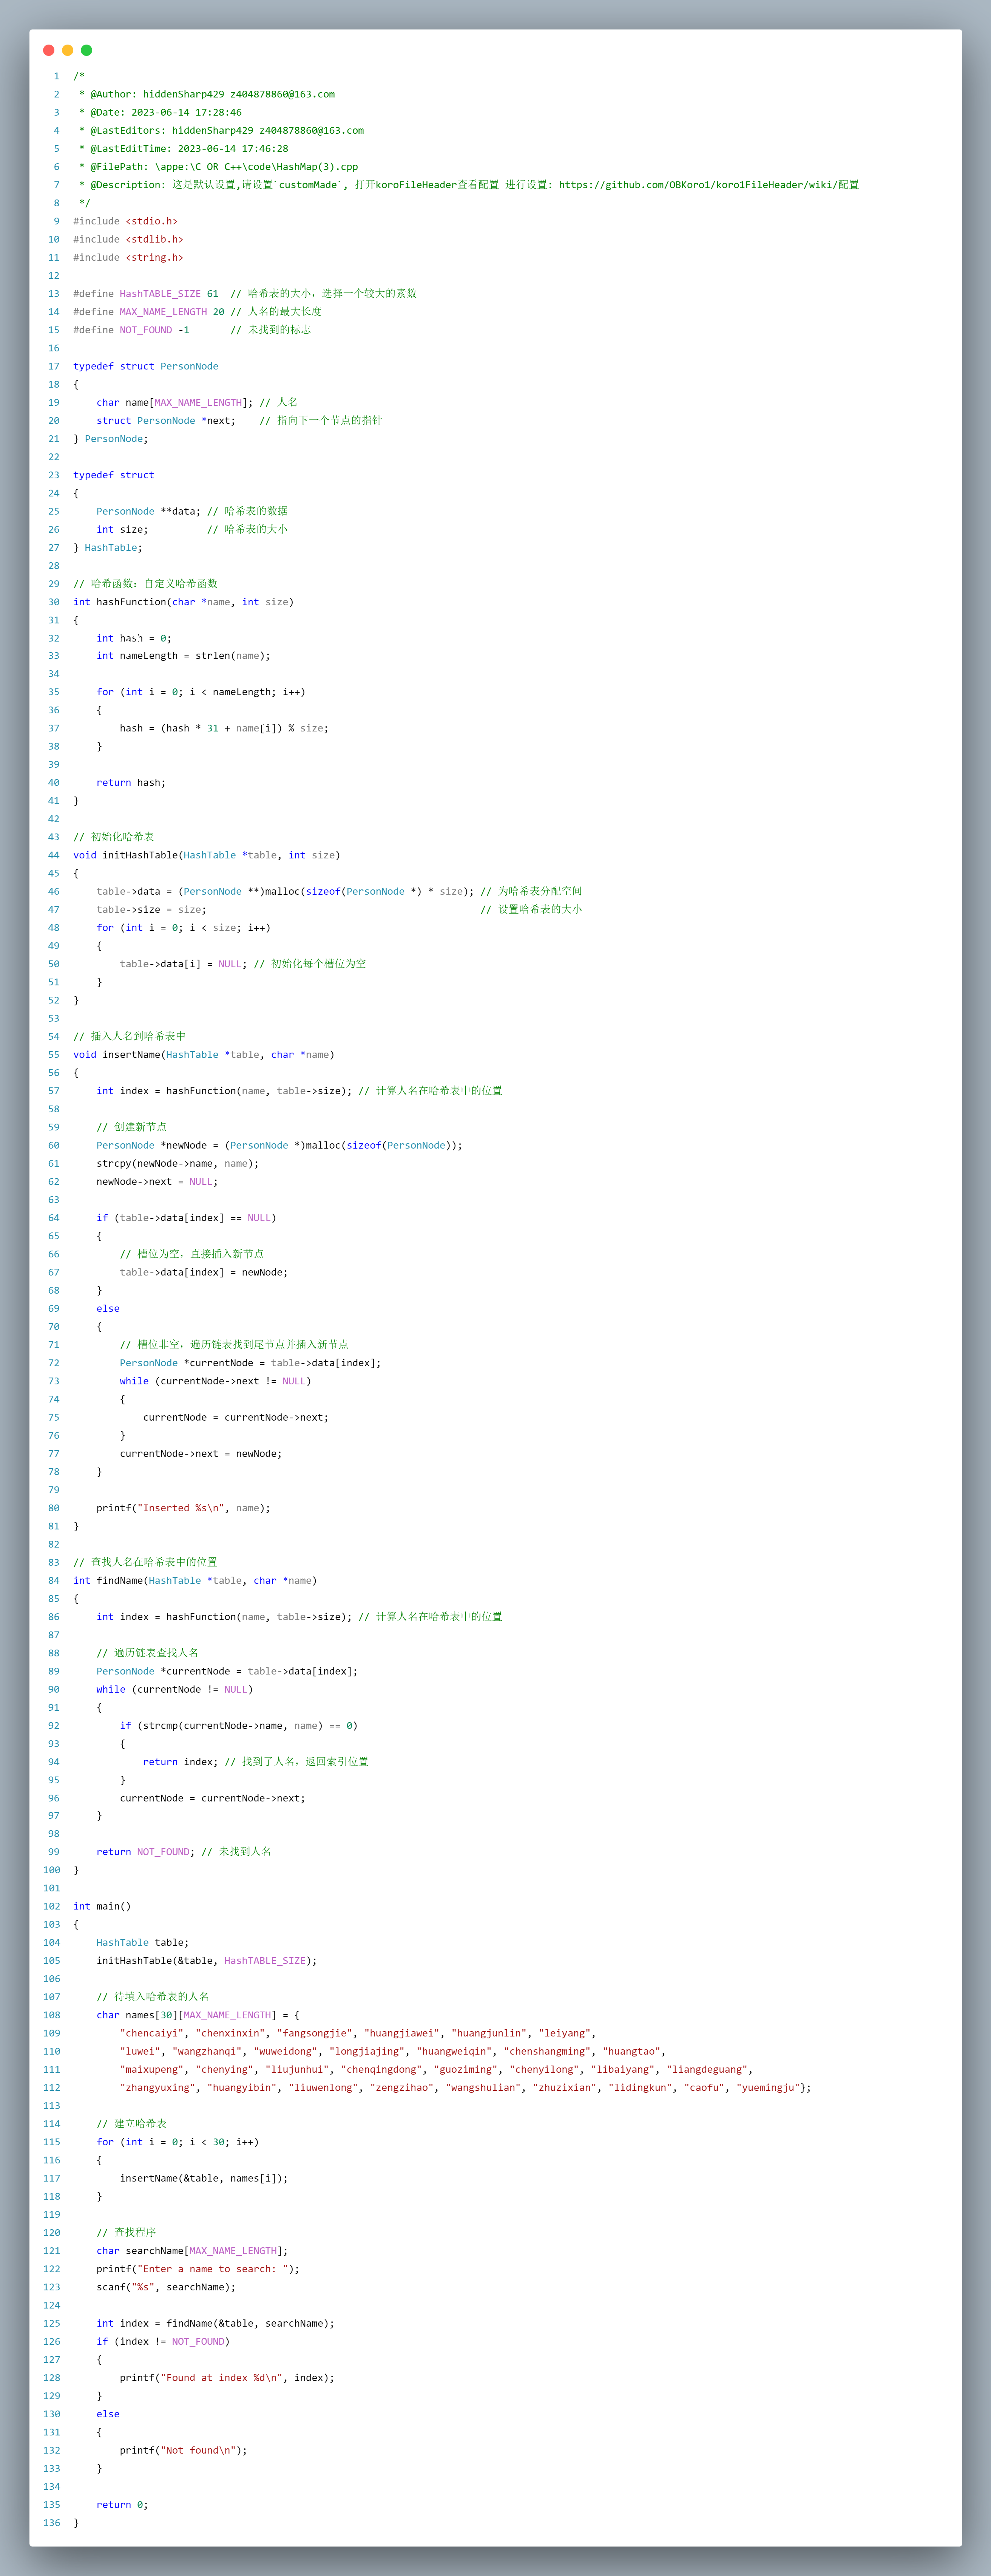 1 /*
2  * @Author: hiddenSharp429 z404878860@163.com
3  * @Date: 2023-06-14 17:28:46
4  * @LastEditors: hiddenSharp429 z404878860@163.com
5  * @LastEditTime: 2023-06-14 17:46:28
6  * @FilePath: \appe:\C OR C++\code\HashMap(3).cpp
7  * @Description: 这是默认设置,请设置`customMade`, 打开koroFileHeader查看配置 进行设置: https://github.com/OBKoro1/koro1FileHeader/wiki/配置
8  */
9 #include <stdio.h>
10 #include <stdlib.h>
11 #include <string.h>
12
13 #define HashTABLE_SIZE 61  // 哈希表的大小，选择一个较大的素数
14 #define MAX_NAME_LENGTH 20 // 人名的最大长度
15 #define NOT_FOUND -1       // 未找到的标志
16
17 typedef struct PersonNode
18 {
19     char name[MAX_NAME_LENGTH]; // 人名
20     struct PersonNode *next;    // 指向下一个节点的指针
21 } PersonNode;
22
23 typedef struct
24 {
25     PersonNode **data; // 哈希表的数据
26     int size;          // 哈希表的大小
27 } HashTable;
28
29 // 哈希函数：自定义哈希函数
30 int hashFunction(char *name, int size)
31 {
32     int hash = 0;
33     int nameLength = strlen(name);
34
35     for (int i = 0; i < nameLength; i++)
36     {
37         hash = (hash * 31 + name[i]) % size;
38     }
39
40     return hash;
41 }
42
43 // 初始化哈希表
44 void initHashTable(HashTable *table, int size)
45 {
46     table->data = (PersonNode **)malloc(sizeof(PersonNode *) * size); // 为哈希表分配空间
47     table->size = size;                                               // 设置哈希表的大小
48     for (int i = 0; i < size; i++)
49     {
50         table->data[i] = NULL; // 初始化每个槽位为空
51     }
52 }
53
54 // 插入人名到哈希表中
55 void insertName(HashTable *table, char *name)
56 {
57     int index = hashFunction(name, table->size); // 计算人名在哈希表中的位置
58
59     // 创建新节点
60     PersonNode *newNode = (PersonNode *)malloc(sizeof(PersonNode));
61     strcpy(newNode->name, name);
62     newNode->next = NULL;
63
64     if (table->data[index] == NULL)
65     {
66         // 槽位为空，直接插入新节点
67         table->data[index] = newNode;
68     }
69     else
70     {
71         // 槽位非空，遍历链表找到尾节点并插入新节点
72         PersonNode *currentNode = table->data[index];
73         while (currentNode->next != NULL)
74         {
75             currentNode = currentNode->next;
76         }
77         currentNode->next = newNode;
78     }
79
80     printf("Inserted %s\n", name);
81 }
82
83 // 查找人名在哈希表中的位置
84 int findName(HashTable *table, char *name)
85 {
86     int index = hashFunction(name, table->size); // 计算人名在哈希表中的位置
87
88     // 遍历链表查找人名
89     PersonNode *currentNode = table->data[index];
90     while (currentNode != NULL)
91     {
92         if (strcmp(currentNode->name, name) == 0)
93         {
94             return index; // 找到了人名，返回索引位置
95         }
96         currentNode = currentNode->next;
97     }
98
99     return NOT_FOUND; // 未找到人名
100 }
101
102 int main()
103 {
104     HashTable table;
105     initHashTable(&table, HashTABLE_SIZE);
106
107     // 待填入哈希表的人名
108     char names[30][MAX_NAME_LENGTH] = {
109         "chencaiyi", "chenxinxin", "fangsongjie", "huangjiawei", "huangjunlin", "leiyang",
110         "luwei", "wangzhanqi", "wuweidong", "longjiajing", "huangweiqin", "chenshangming", "huangtao",
111         "maixupeng", "chenying", "liujunhui", "chenqingdong", "guoziming", "chenyilong", "libaiyang", "liangdeguang",
112         "zhangyuxing", "huangyibin", "liuwenlong", "zengzihao", "wangshulian", "zhuzixian", "lidingkun", "caofu", "yuemingju"};
113
114     // 建立哈希表
115     for (int i = 0; i < 30; i++)
116     {
117         insertName(&table, names[i]);
118     }
119
120     // 查找程序
121     char searchName[MAX_NAME_LENGTH];
122     printf("Enter a name to search: ");
123     scanf("%s", searchName);
124
125     int index = findName(&table, searchName);
126     if (index != NOT_FOUND)
127     {
128         printf("Found at index %d\n", index);
129     }
130     else
131     {
132         printf("Not found\n");
133     }
134
135     return 0;
136 }